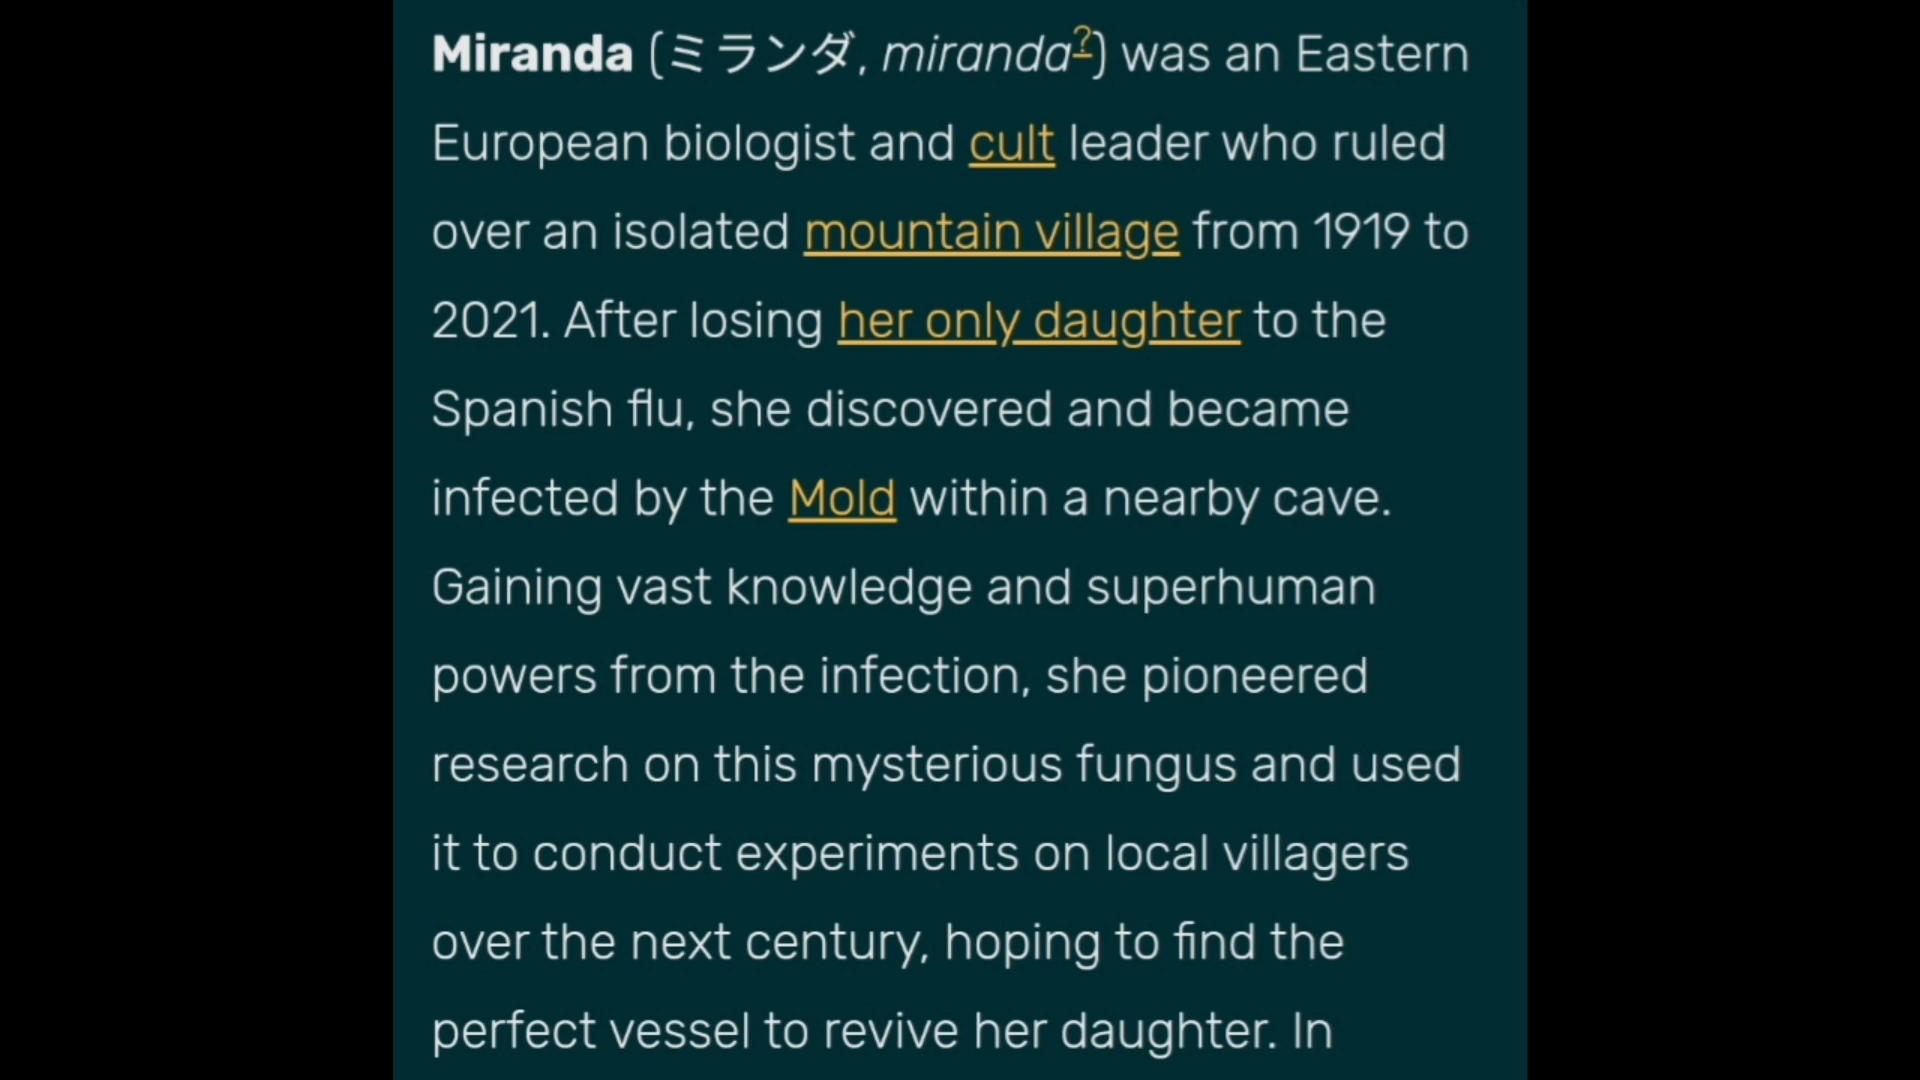 Miranda (ミランダ, miranda?) was an Eastern
European biologist and cult leader who ruled
over an isolated mountain village from 1919 to
2021. After losing her only daughter to the
Spanish flu, she discovered and became
infected by the Mold within a nearby cave.
Gaining vast knowledge and superhuman
powers from the infection, she pioneered
research on this mysterious fungus and used
it to conduct experiments on local villagers
over the next century, hoping to find the
perfect vessel to revive her daughter. In